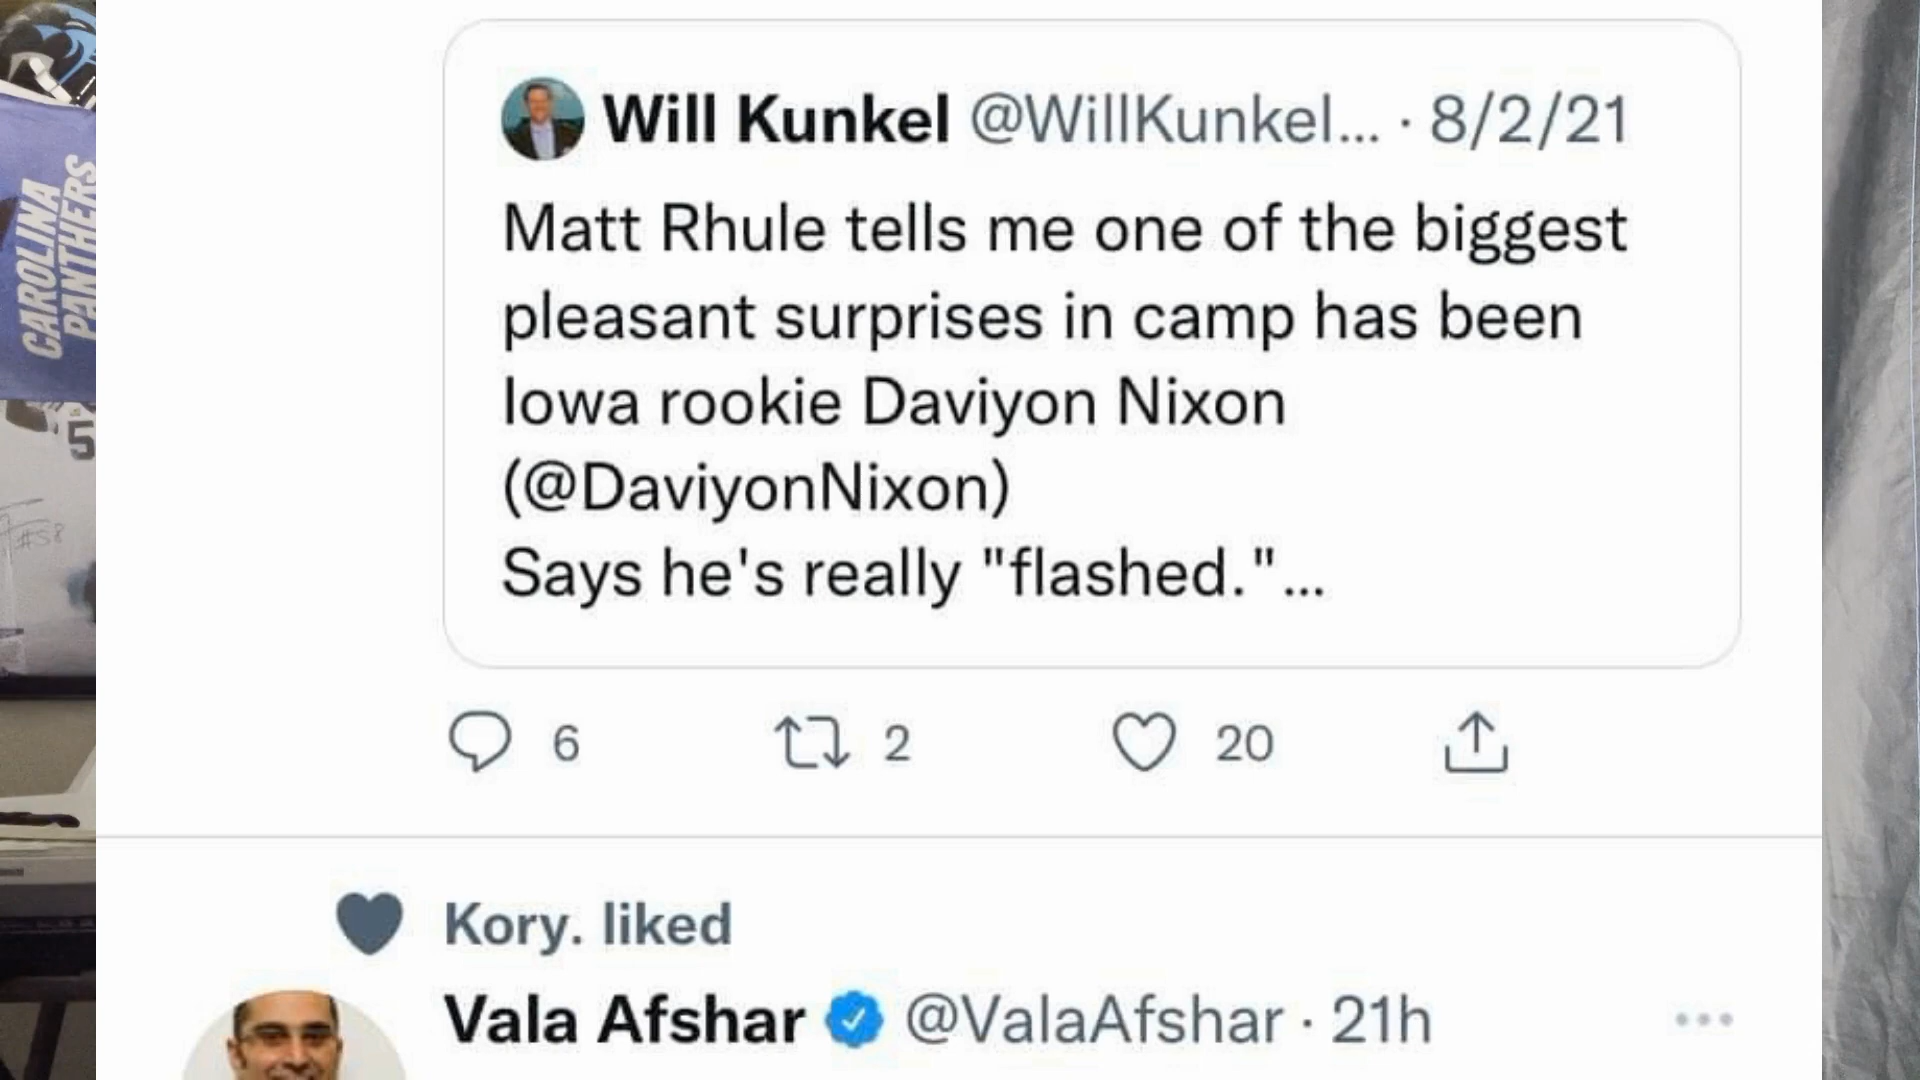 CAROLINA
PANTHERS
5
#58
Will Kunkel @WillKunkel... · 8/2/21
Matt Rhule tells me one of the biggest
pleasant surprises in camp has been
Iowa rookie Daviyon Nixon
(@DaviyonNixon)
Says he's really "flashed."...
6 2 20
Kory. liked
Vala Afshar @ValaAfshar · 21h